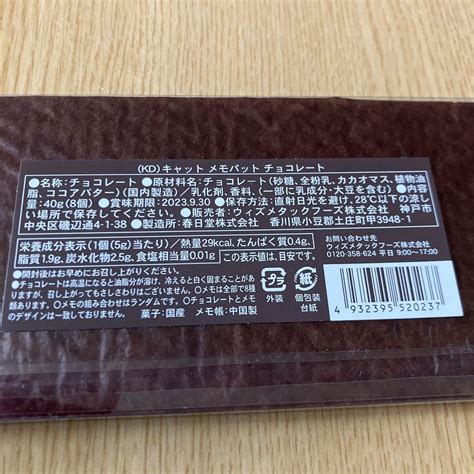 (KD)キャット メモパット チョコレート
●名称:チョコレート ●原材料名:チョコレート(砂糖、全粉乳、カカオマス、植物油
脂、ココアバター)(国内製造)／乳化剤、香料、(一部に乳成分・大豆を含む)●内容
量:40g(8個) ●賞味期限:2023.9.30 ●保存方法:直射日光を避け、28℃以下の涼し
い場所で保存してください。●販売者:ウィズメタックフーズ株式会社 神戸市
中央区磯辺通4-1-38 ●製造者:春日堂株式会社 香川県小豆郡土庄町甲3948-1
栄養成分表示(1個(5g)当たり)／熱量29kcal、たんぱく質0.4g、
脂質1.9g、炭水化物2.5g、食塩相当量0.01g この表示値は、目安です。
お問い合わせ先
ウィズメタックフーズ株式会社
0120-358-624 平日 9:00〜17:00
●開封後はお早めにお召し上がりください。
●チョコレートは高温になると油脂分が溶け、冷えると白く固まることがあります
が、召し上がってもさしさわりはございません。○メモは全部で8種
あります。○メモの組み合わせはランダムです。○チョコレートとメモ
のデザインは一致しておりません。 菓子:国産 メモ帳:中国製
プラ
外装
紙
個包装
台紙
4 932395 520237